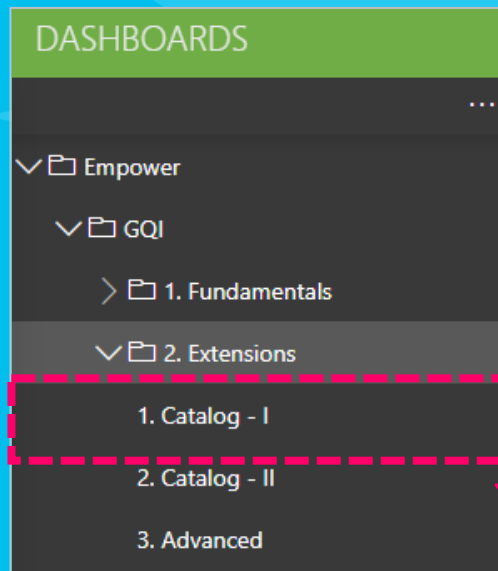 DASHBOARDS
...
Empower
GQI
1. Fundamentals
2. Extensions
1. Catalog - I
2. Catalog - II
3. Advanced